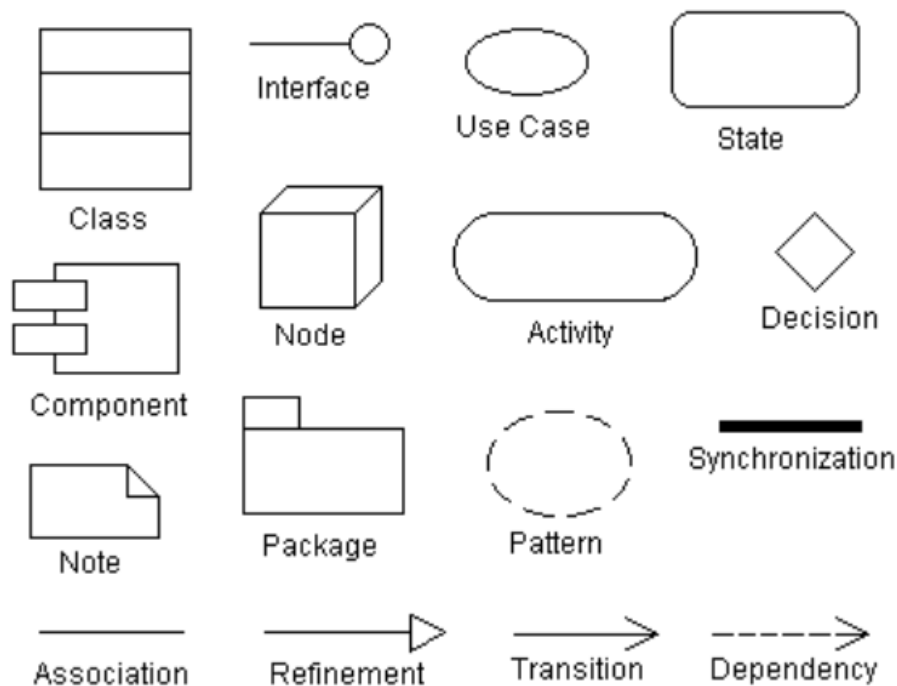 Class
Interface
Use Case
State
Component
Node
Activity
Decision
Note
Package
Pattern
Synchronization
Association
Refinement
Transition
Dependency